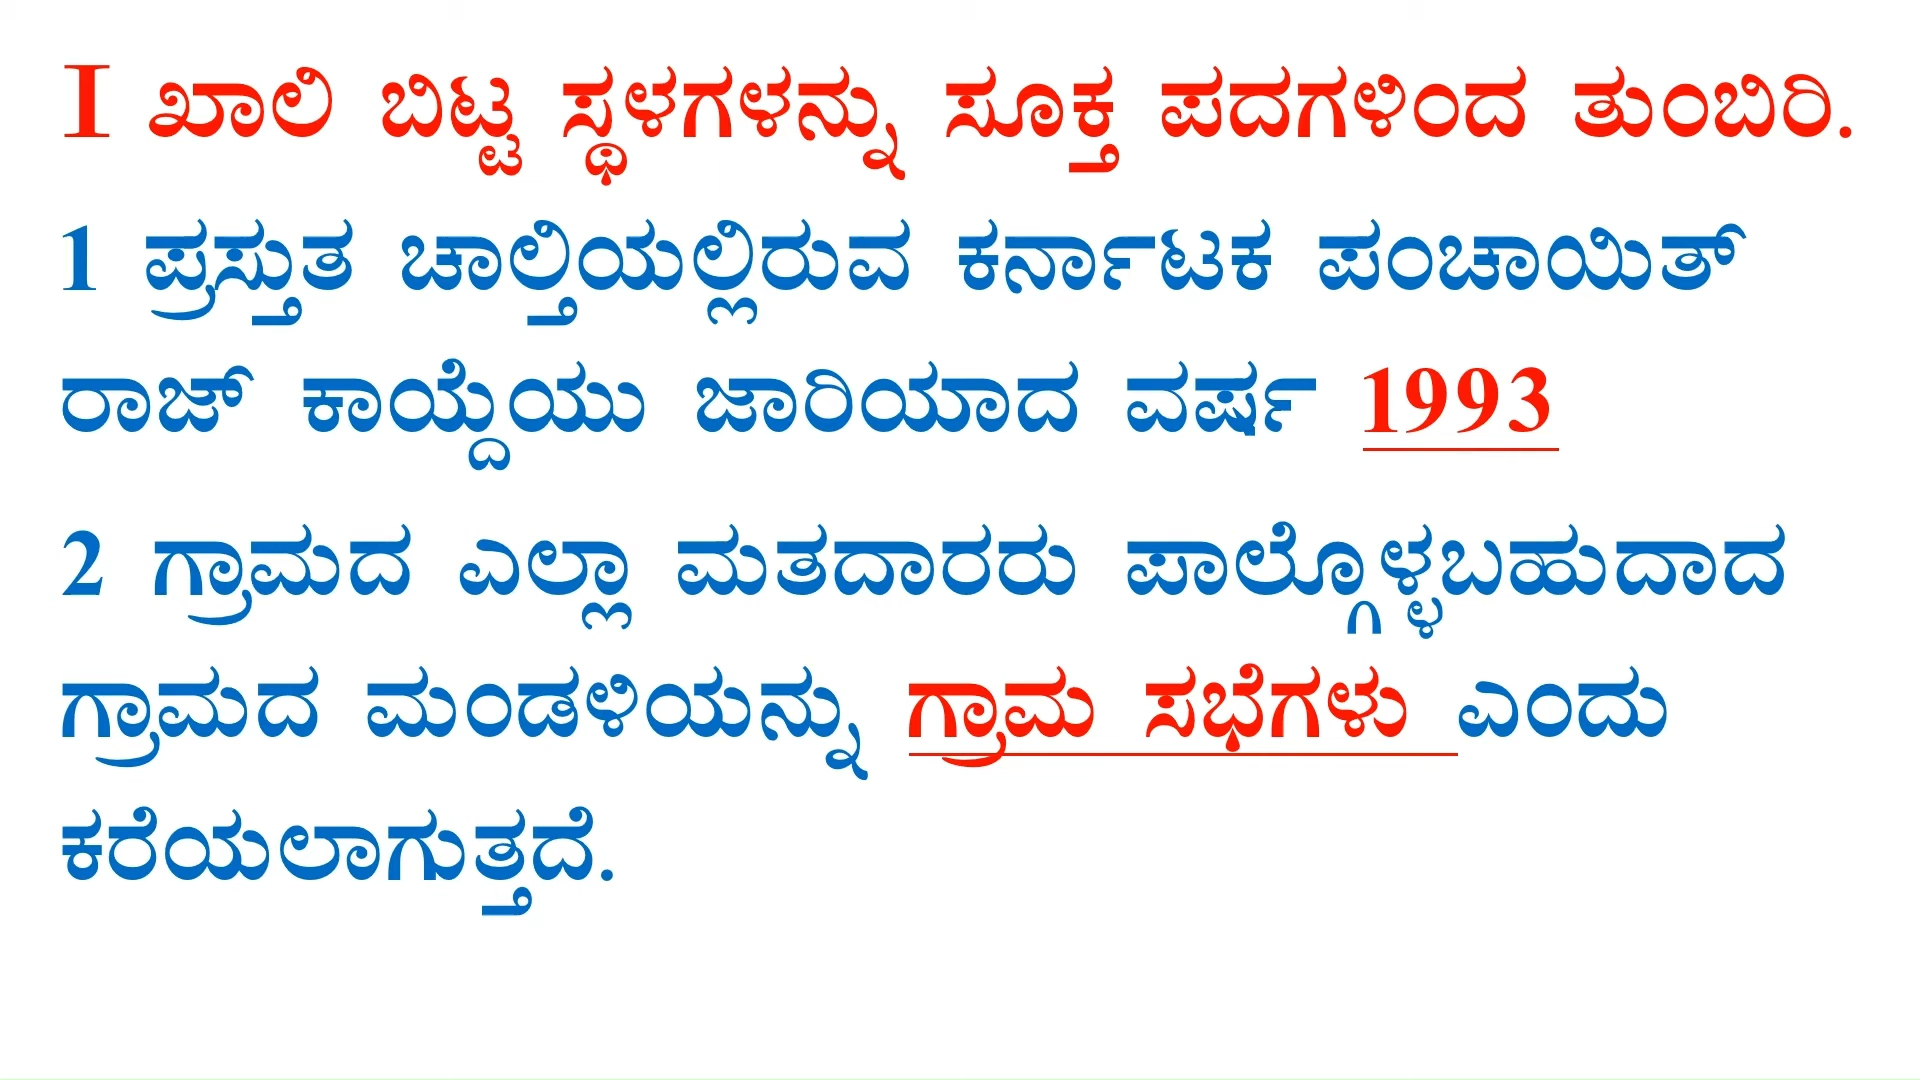 I ಖಾಲಿ ಬಿಟ್ಟ ಸ್ಥಳಗಳನ್ನು ಸೂಕ್ತ ಪದಗಳಿಂದ ತುಂಬಿರಿ.
1 ಪ್ರಸ್ತುತ ಚಾಲ್ತಿಯಲ್ಲಿರುವ ಕರ್ನಾಟಕ ಪಂಚಾಯಿತ್
ರಾಜ್ ಕಾಯ್ದೆಯು ಜಾರಿಯಾದ ವರ್ಷ 1993
2 ಗ್ರಾಮದ ಎಲ್ಲಾ ಮತದಾರರು ಪಾಲ್ಗೊಳ್ಳಬಹುದಾದ
ಗ್ರಾಮದ ಮಂಡಳಿಯನ್ನು ಗ್ರಾಮ ಸಭೆಗಳು ಎಂದು
ಕರೆಯಲಾಗುತ್ತದೆ.